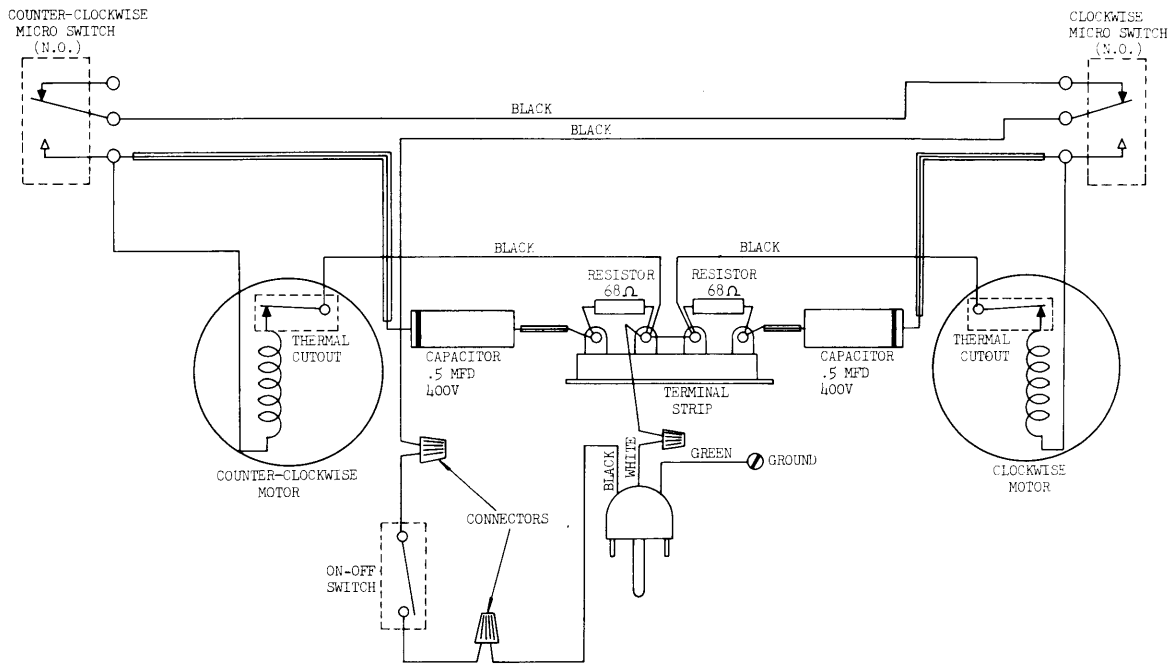 COUNTER-CLOCKWISE
MICRO SWITCH
(N.O.)
CLOCKWISE
MICRO SWITCH
(N.O.)
BLACK
BLACK
BLACK
BLACK
RESISTOR
68Ω
RESISTOR
68Ω
THERMAL
CUTOUT
CAPACITOR
.5 MFD
400V
TERMINAL
STRIP
CAPACITOR
.5 MFD
400V
THERMAL
CUTOUT
COUNTER-CLOCKWISE
MOTOR
BLACK
WHITE
GREEN
GROUND
CLOCKWISE
MOTOR
CONNECTORS
ON-OFF
SWITCH